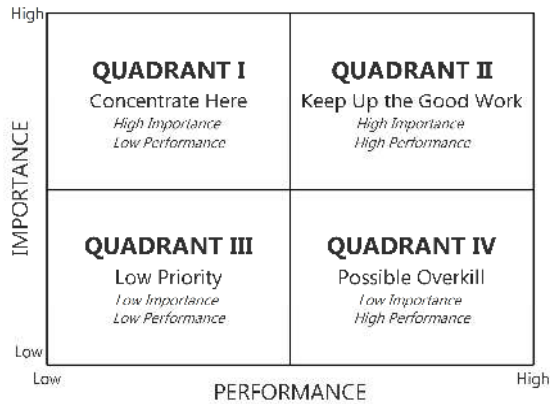 High
QUADRANT I
Concentrate Here
High Importance
Low Performance
QUADRANT II
Keep Up the Good Work
High Importance
High Performance
IMPORTANCE
QUADRANT III
Low Priority
Low Importance
Low Performance
QUADRANT IV
Possible Overkill
Low Importance
High Performance
Low
Low
High
PERFORMANCE